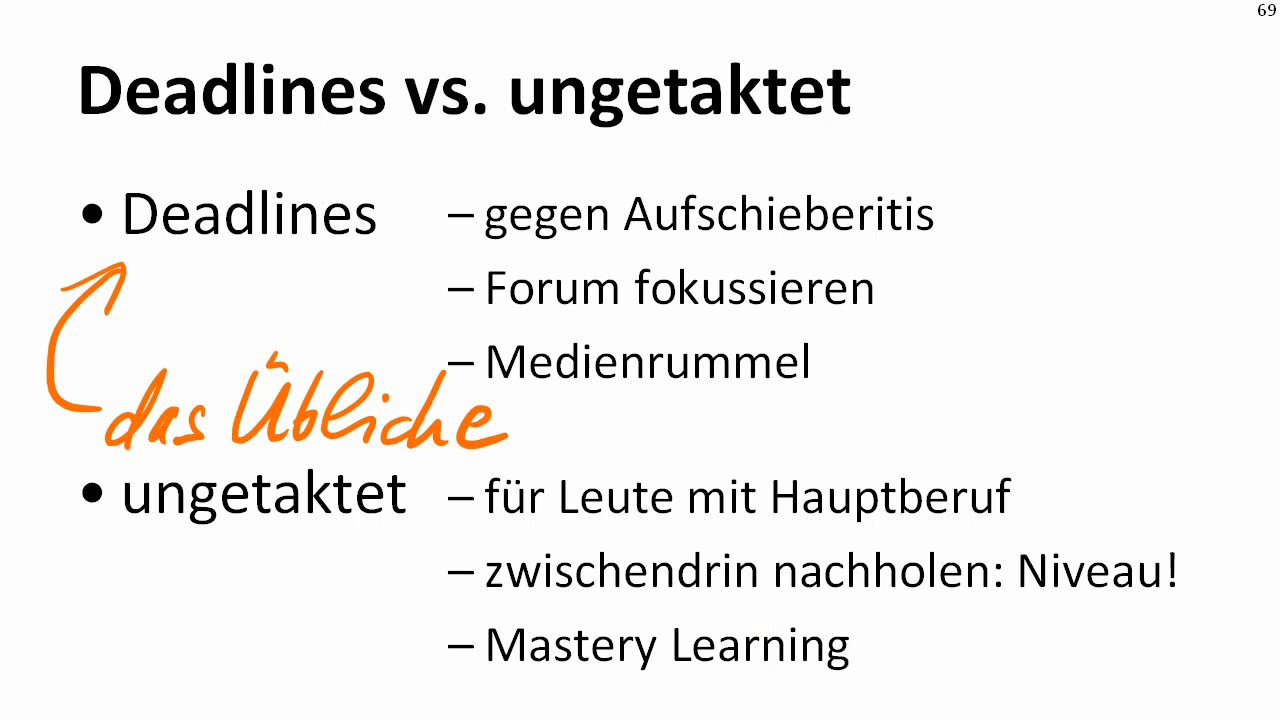 69
Deadlines vs. ungetaktet
• Deadlines – gegen Aufschieberitis
– Forum fokussieren
– Medienrummel
das Übliche
• ungetaktet – für Leute mit Hauptberuf
– zwischendrin nachholen: Niveau!
– Mastery Learning